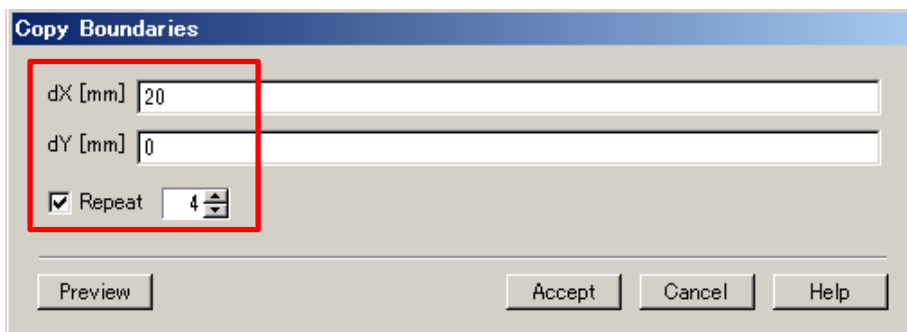 Copy Boundaries
dX [mm] 20
dY [mm] 0
Repeat 4
Preview Accept Cancel Help